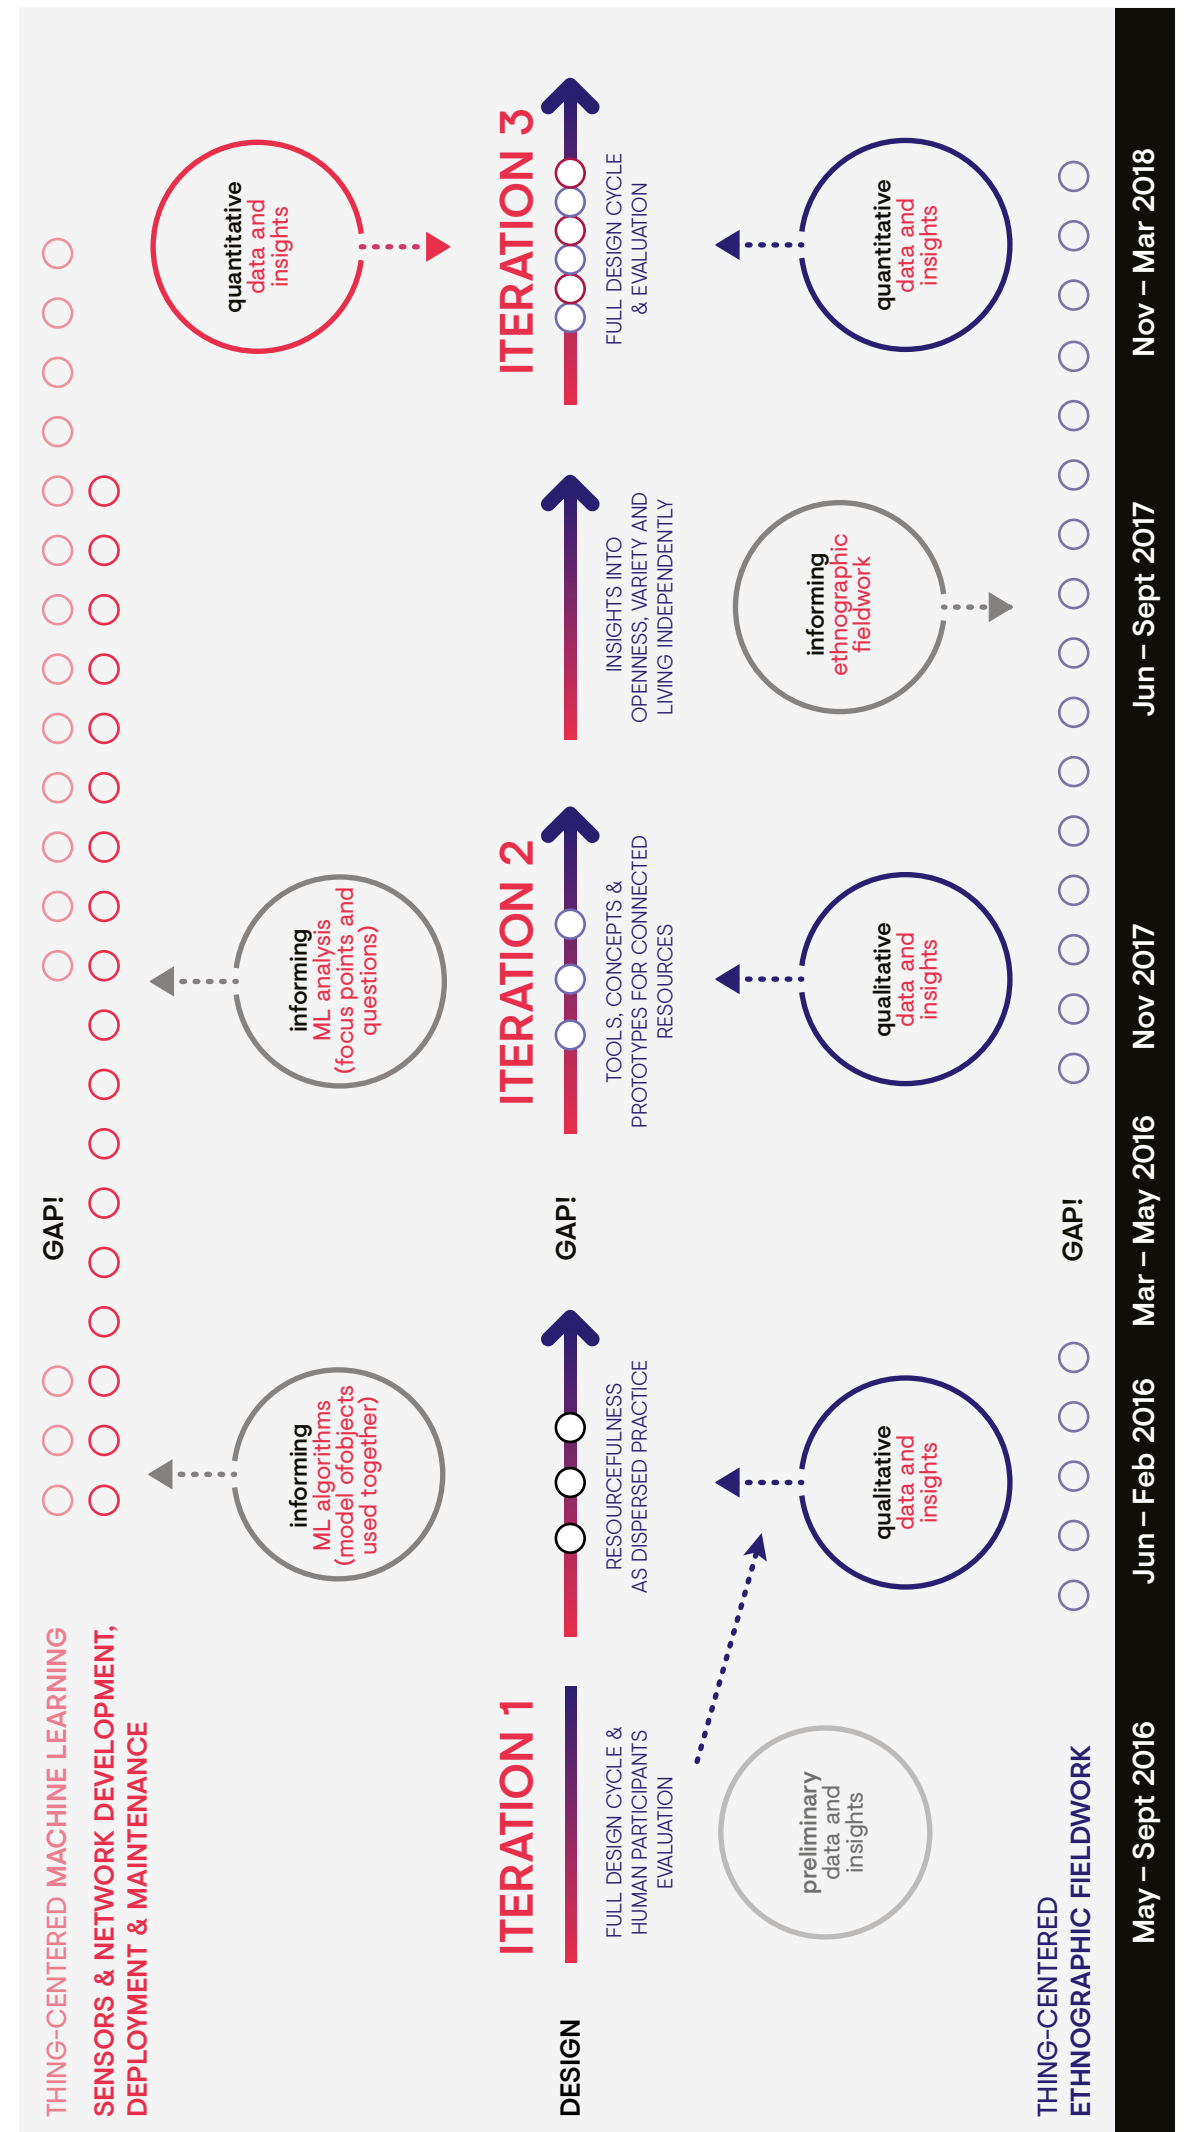 THING-CENTERED MACHINE LEARNING
GAP!
SENSORS & NETWORK DEVELOPMENT,
DEPLOYMENT & MAINTENANCE
informing
ML algorithms
(model ofobjects
used together)
informing
ML analysis
(focus points and
questions)
quantitative
data and
insights
DESIGN
ITERATION 1
FULL DESIGN CYCLE &
HUMAN PARTICIPANTS
EVALUATION
RESOURCEFULNESS
AS DISPERSED PRACTICE
GAP!
ITERATION 2
TOOLS, CONCEPTS &
PROTOTYPES FOR CONNECTED
RESOURCES
INSIGHTS INTO
OPENNESS, VARIETY AND
LIVING INDEPENDENTLY
ITERATION 3
FULL DESIGN CYCLE
& EVALUATION
preliminary
data and
insights
qualitative
data and
insights
qualitative
data and
insights
informing
ethnographic
fieldwork
quantitative
data and
insights
THING-CENTERED
ETHNOGRAPHIC FIELDWORK
GAP!
May – Sept 2016
Jun – Feb 2016
Mar – May 2016
Nov 2017
Jun – Sept 2017
Nov – Mar 2018